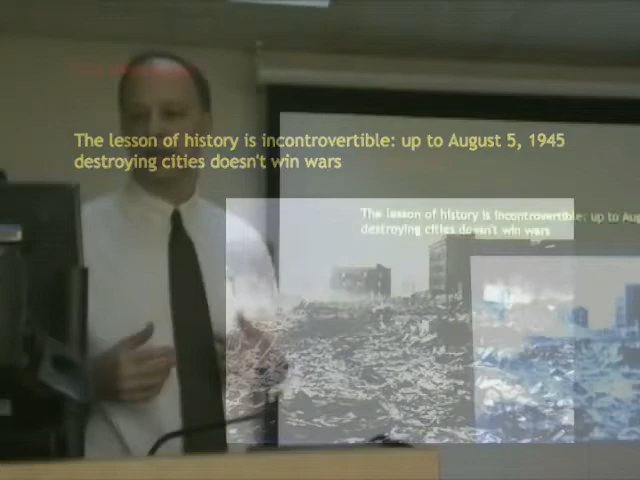 The lesson of history is incontrovertible: up to August 5, 1945
destroying cities doesn't win wars
The lesson of history is incontrovertible: up to Aug
destroying cities doesn't win wars